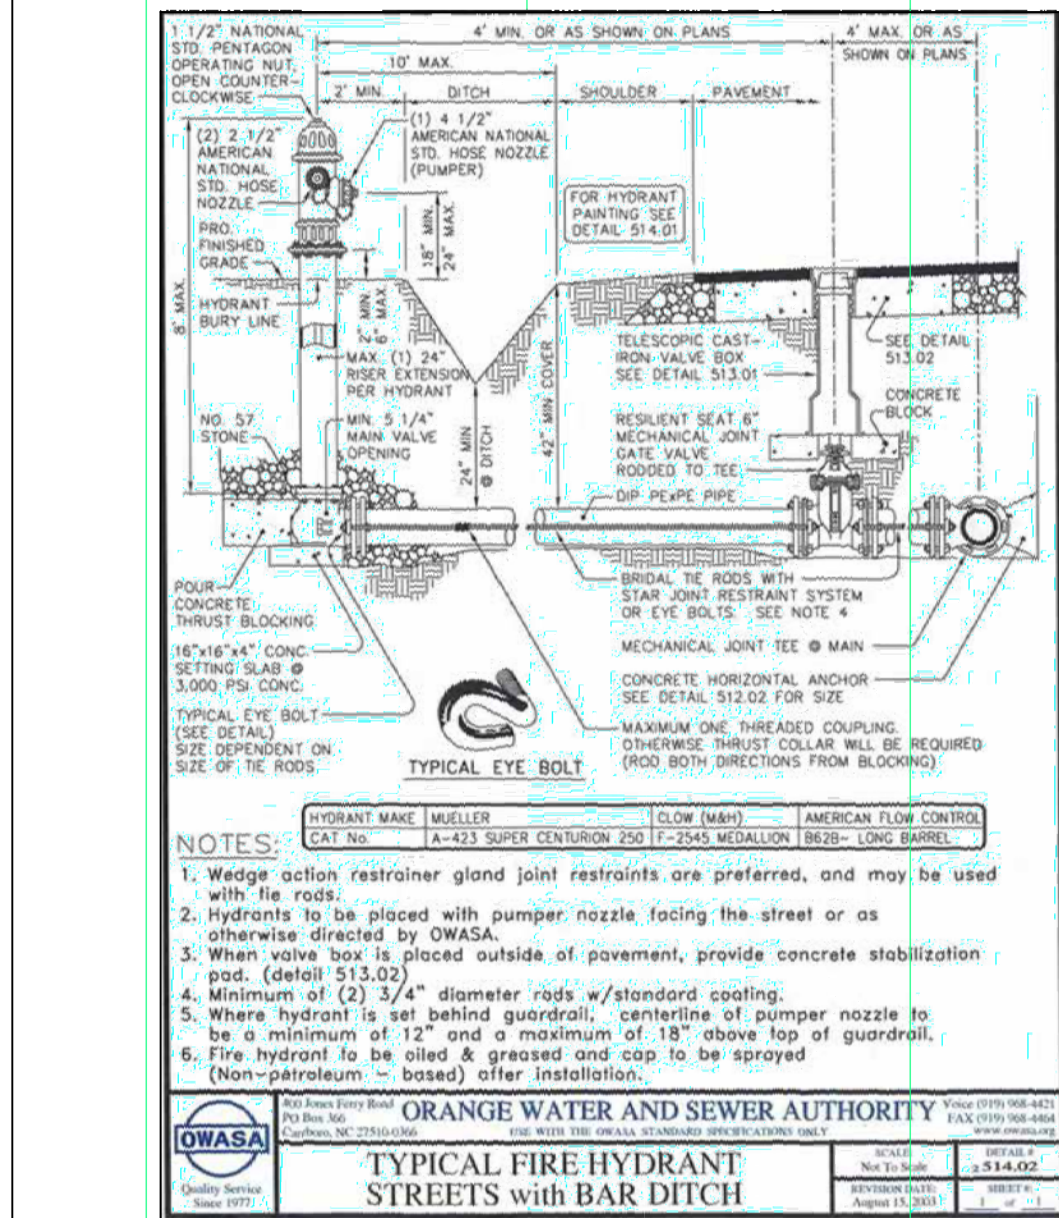 1 1/2" NATIONAL
STD. PENTAGON
OPERATING NUT,
OPEN COUNTER-
CLOCKWISE
4' MIN. OR AS SHOWN ON PLANS
4' MAX. OR AS
SHOWN ON PLANS
10' MAX.
2' MIN.
DITCH
SHOULDER
PAVEMENT
(2) 2 1/2"
AMERICAN
NATIONAL
STD. HOSE
NOZZLE
(1) 4 1/2"
AMERICAN NATIONAL
STD. HOSE NOZZLE
(PUMPER)
FOR HYDRANT
PAINTING SEE
DETAIL 514.01
PRO.
FINISHED
GRADE
18" MIN.
24" MAX.
HYDRANT
BURY LINE
8' MAX.
2" MIN.
6" MAX.
MAX. (1) 24"
RISER EXTENSION
PER HYDRANT
TELESCOPIC CAST-
IRON VALVE BOX
SEE DETAIL 513.01
SEE DETAIL
513.02
CONCRETE
BLOCK
NO. 57
STONE
MIN. 5 1/4"
MAIN VALVE
OPENING
24" MIN
@ DITCH
42" MIN COVER
RESILIENT SEAT 6"
MECHANICAL JOINT
GATE VALVE
RODDED TO TEE
DIP PExPE PIPE
POUR
CONCRETE
THRUST BLOCKING
BRIDAL TIE RODS WITH
STAR JOINT RESTRAINT SYSTEM
OR EYE BOLTS. SEE NOTE 4
16"x16"x4" CONC.
SETTING SLAB @
3,000 PSI CONC.
MECHANICAL JOINT TEE @ MAIN
CONCRETE HORIZONTAL ANCHOR
SEE DETAIL 512.02 FOR SIZE
TYPICAL EYE BOLT
(SEE DETAIL)
SIZE DEPENDENT ON
SIZE OF TIE RODS
MAXIMUM ONE THREADED COUPLING.
OTHERWISE THRUST COLLAR WILL BE REQUIRED
(ROD BOTH DIRECTIONS FROM BLOCKING)
TYPICAL EYE BOLT
HYDRANT MAKE MUELLER CLOW (M&H) AMERICAN FLOW CONTROL
CAT No. A-423 SUPER CENTURION 250 F-2545 MEDALLION B62B- LONG BARREL
NOTES:
1. Wedge action restrainer gland joint restraints are preferred, and may be used
with tie rods.
2. Hydrants to be placed with pumper nozzle facing the street or as
otherwise directed by OWASA.
3. When valve box is placed outside of pavement, provide concrete stabilization
pad. (detail 513.02)
4. Minimum of (2) 3/4" diameter rods w/standard coating.
5. Where hydrant is set behind guardrail, centerline of pumper nozzle to
be a minimum of 12" and a maximum of 18" above top of guardrail.
6. Fire hydrant to be oiled & greased and cap to be sprayed
(Non-petroleum - based) after installation.
OWASA
Quality Service
Since 1977
400 Jones Ferry Road
PO Box 366
Carrboro, NC 27510-0366
ORANGE WATER AND SEWER AUTHORITY
USE WITH THE OWASA STANDARD SPECIFICATIONS ONLY
Voice (919) 968-4421
FAX (919) 968-4464
www.owasa.org
TYPICAL FIRE HYDRANT
STREETS with BAR DITCH
SCALE
Not To Scale
DETAIL #
514.02
REVISION DATE:
August 15, 2003
SHEET #:
1 of 1